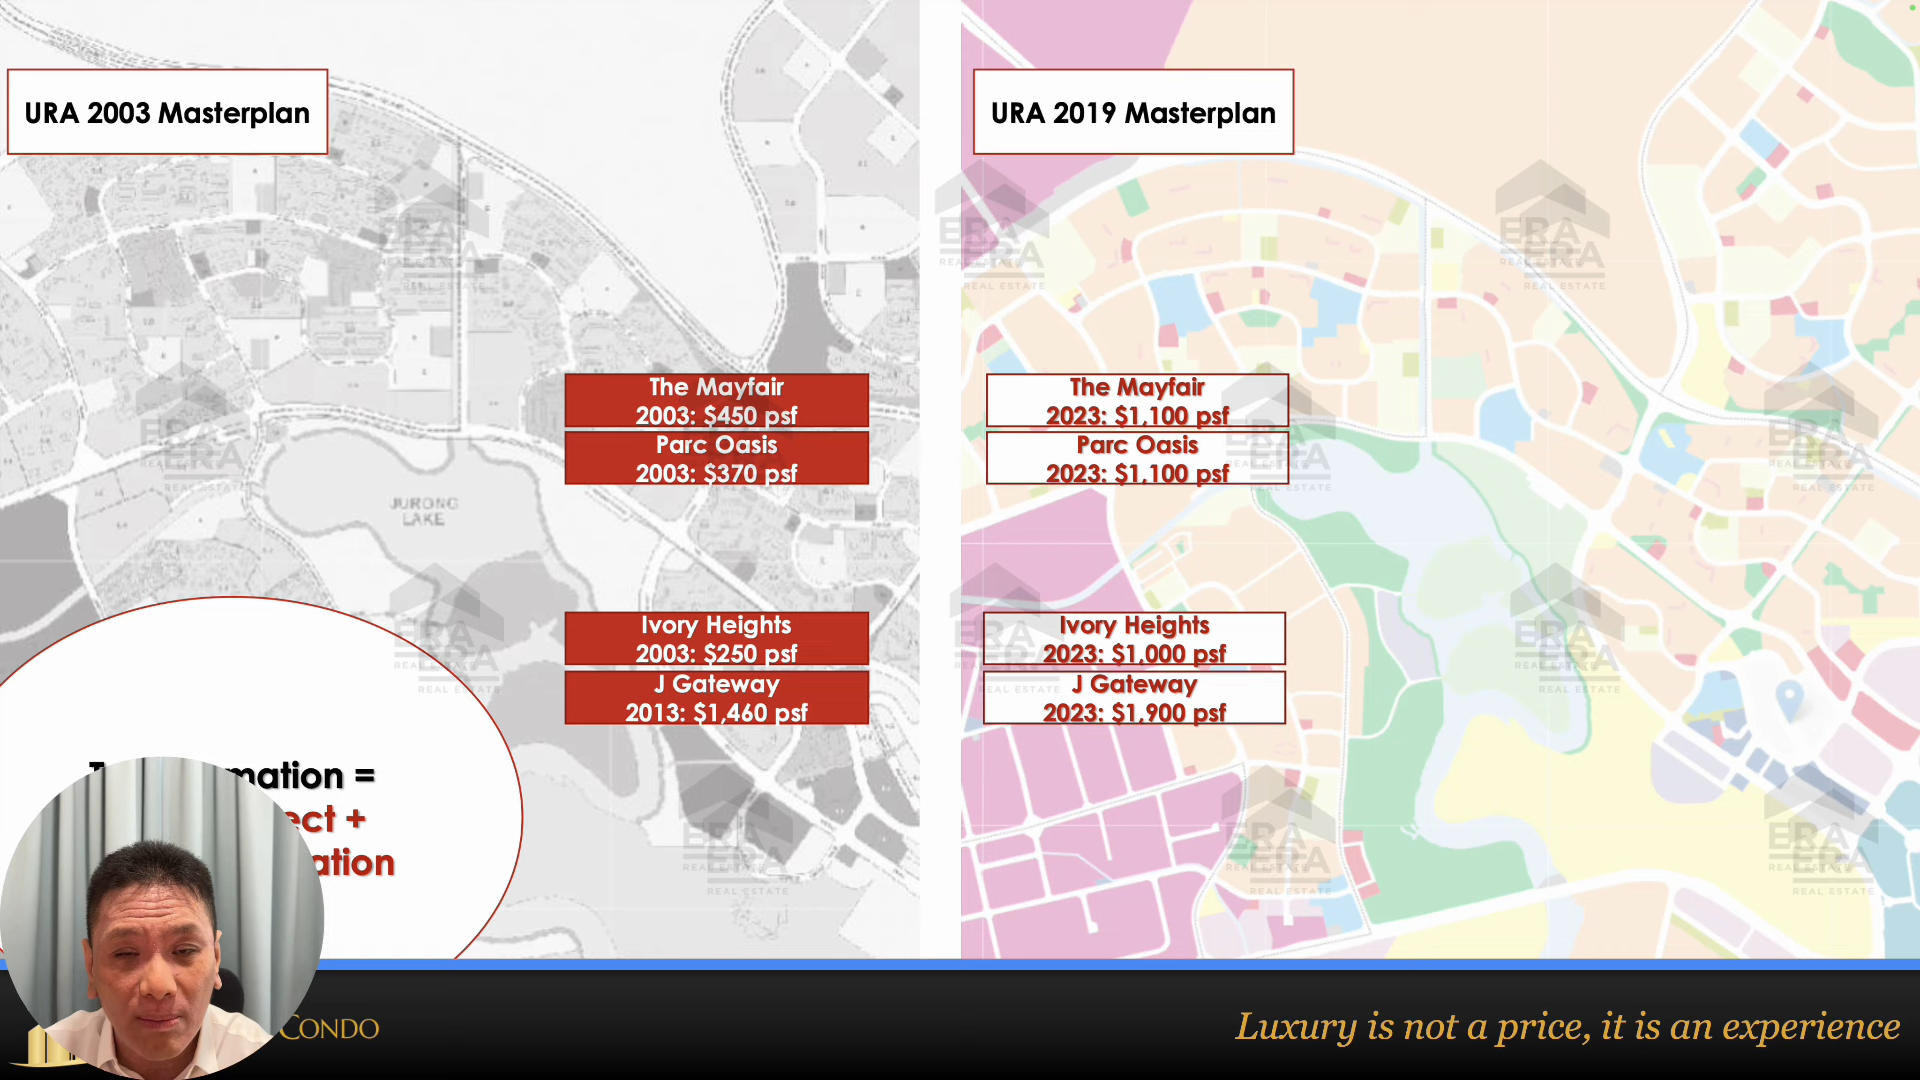 URA 2003 Masterplan
URA 2019 Masterplan
The Mayfair
2003: $450 psf
Parc Oasis
2003: $370 psf
The Mayfair
2023: $1,100 psf
Parc Oasis
2023: $1,100 psf
JURONG
LAKE
Ivory Heights
2003: $250 psf
J Gateway
2013: $1,460 psf
Ivory Heights
2023: $1,000 psf
J Gateway
2023: $1,900 psf
mation =
ect +
ation
CONDO
Luxury is not a price, it is an experience
ERA
REAL ESTATE